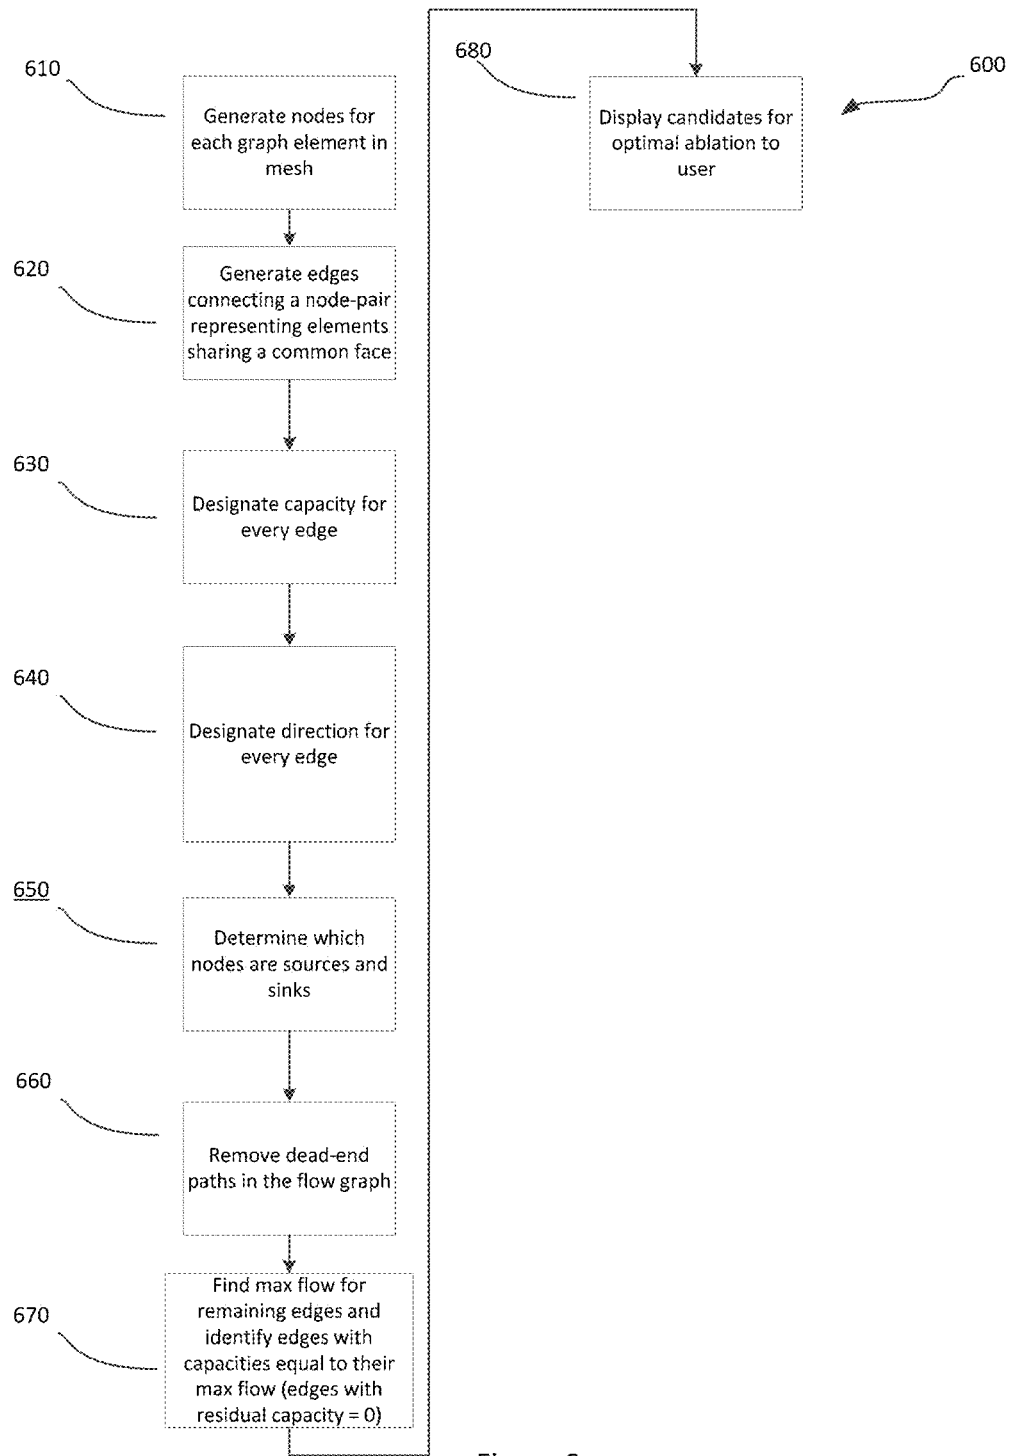 610
Generate nodes for
each graph element in
mesh
620
Generate edges
connecting a node-pair
representing elements
sharing a common face
630
Designate capacity for
every edge
640
Designate direction for
every edge
650
Determine which
nodes are sources and
sinks
660
Remove dead-end
paths in the flow graph
670
Find max flow for
remaining edges and
identify edges with
capacities equal to their
max flow (edges with
residual capacity = 0)
680
Display candidates for
optimal ablation to
user
600